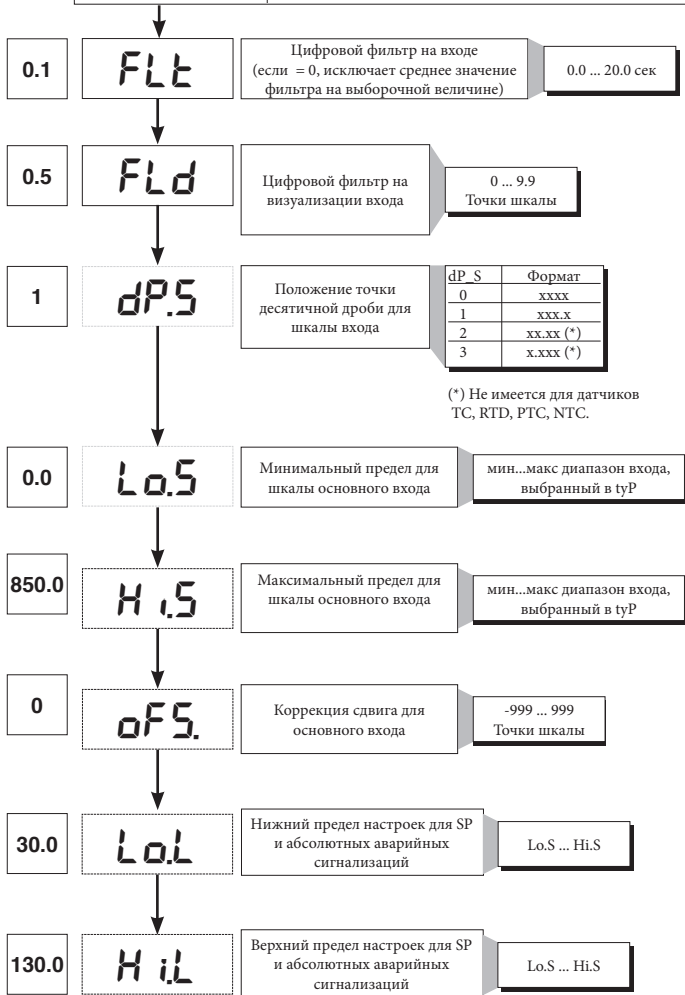 0.1
FLt
Цифровой фильтр на входе
(если = 0, исключает среднее значение
фильтра на выборочной величине)
0.0 ... 20.0 сек
0.5
FLd
Цифровой фильтр на
визуализации входа
0 ... 9.9
Точки шкалы
1
dP.S
Положение точки
десятичной дроби для
шкалы входа
dP_S Формат
0 xxxx
1 xxx.x
2 xx.xx (*)
3 x.xxx (*)
(*) Не имеется для датчиков
TC, RTD, PTC, NTC.
0.0
Lo.S
Минимальный предел для
шкалы основного входа
мин...макс диапазон входа,
выбранный в tyP
850.0
Hi.S
Максимальный предел для
шкалы основного входа
мин...макс диапазон входа,
выбранный в tyP
0
oFS.
Коррекция сдвига для
основного входа
-999 ... 999
Точки шкалы
30.0
Lo.L
Нижний предел настроек для SP
и абсолютных аварийных
сигнализаций
Lo.S ... Hi.S
130.0
Hi.L
Верхний предел настроек для SP
и абсолютных аварийных
сигнализаций
Lo.S ... Hi.S